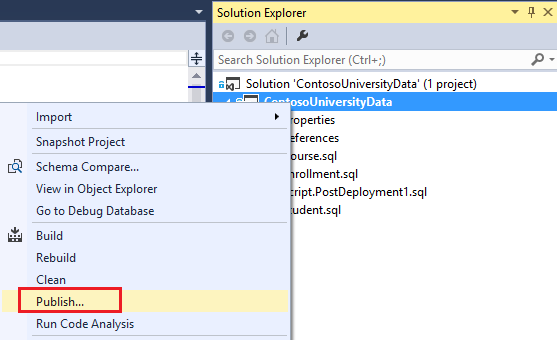 Solution Explorer
Search Solution Explorer (Ctrl+;)
Solution 'ContosoUniversityData' (1 project)
ContosoUniversityData
Import
roperties
Snapshot Project
eferences
Schema Compare...
ourse.sql
View in Object Explorer
nrollment.sql
Go to Debug Database
cript.PostDeployment1.sql
Build
tudent.sql
Rebuild
Clean
Publish...
Run Code Analysis